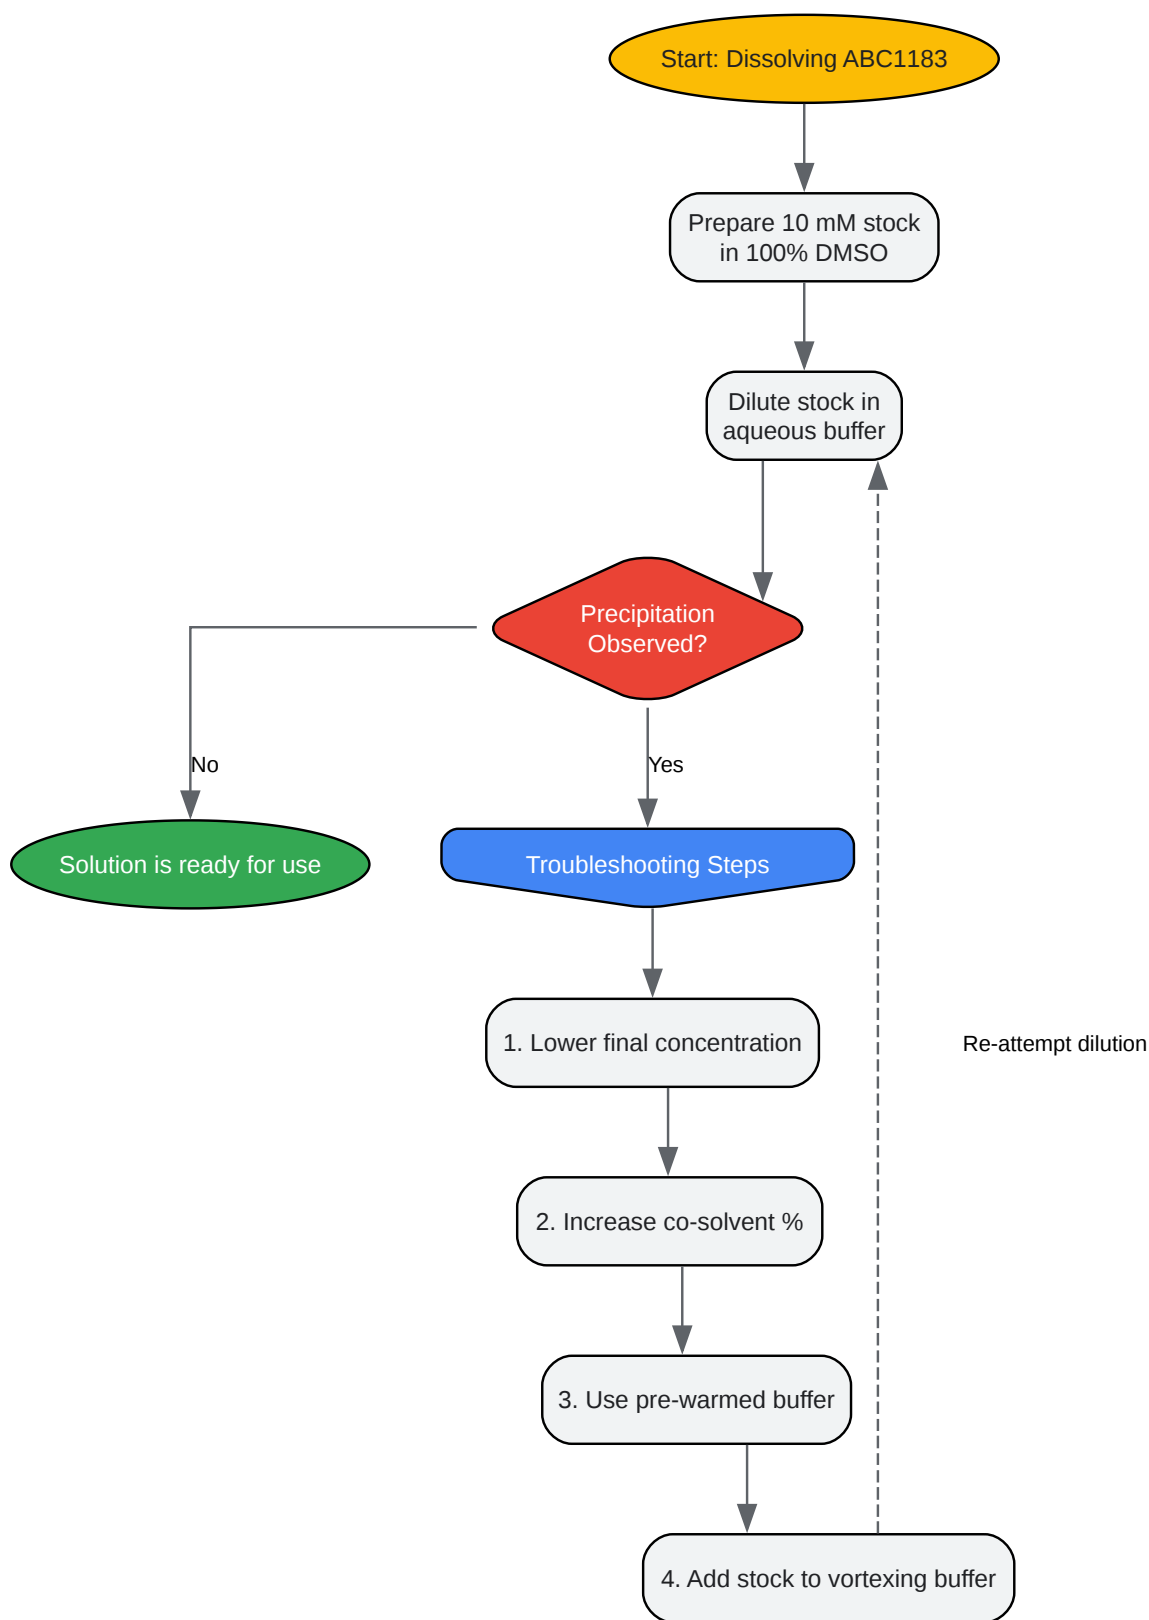 Start: Dissolving ABC1183
Prepare 10 mM stock
in 100% DMSO
Dilute stock in
aqueous buffer
Precipitation
Observed?
No
Yes
Solution is ready for use
Troubleshooting Steps
1. Lower final concentration
Re-attempt dilution
2. Increase co-solvent %
3. Use pre-warmed buffer
4. Add stock to vortexing buffer